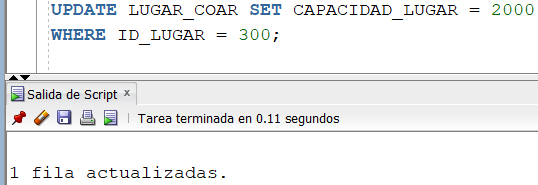 UPDATE LUGAR_COAR SET CAPACIDAD_LUGAR = 2000
WHERE ID_LUGAR = 300;
Salida de Script x
Tarea terminada en 0.11 segundos
1 fila actualizadas.